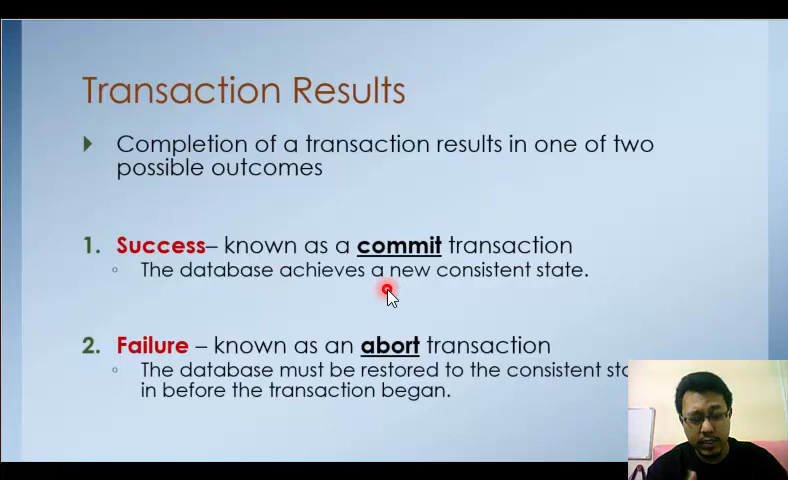 Transaction Results
Completion of a transaction results in one of two
possible outcomes
1. Success– known as a commit transaction
The database achieves a new consistent state.
2. Failure – known as an abort transaction
The database must be restored to the consistent
in before the transaction began.